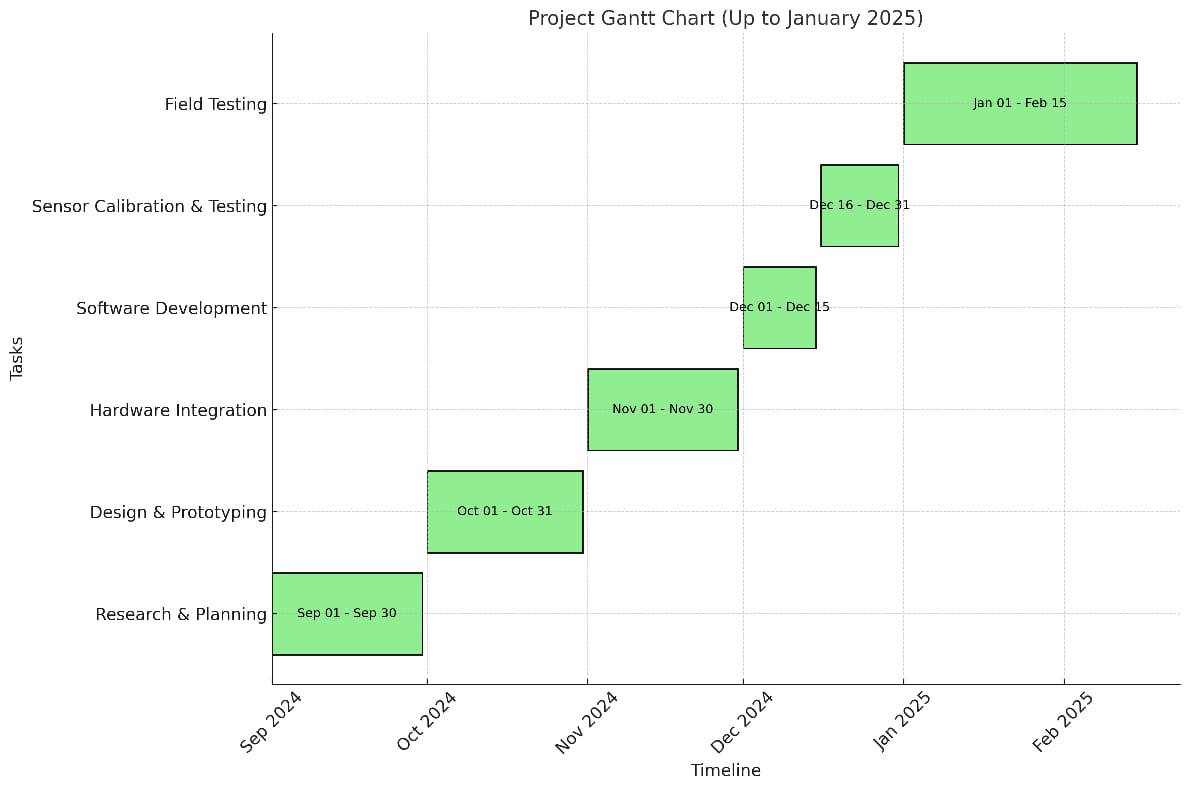 Project Gantt Chart (Up to January 2025)
Tasks
Field Testing
Jan 01 - Feb 15
Sensor Calibration & Testing
Dec 16 - Dec 31
Software Development
Dec 01 - Dec 15
Hardware Integration
Nov 01 - Nov 30
Design & Prototyping
Oct 01 - Oct 31
Research & Planning
Sep 01 - Sep 30
Sep 2024
Oct 2024
Nov 2024
Dec 2024
Jan 2025
Feb 2025
Timeline